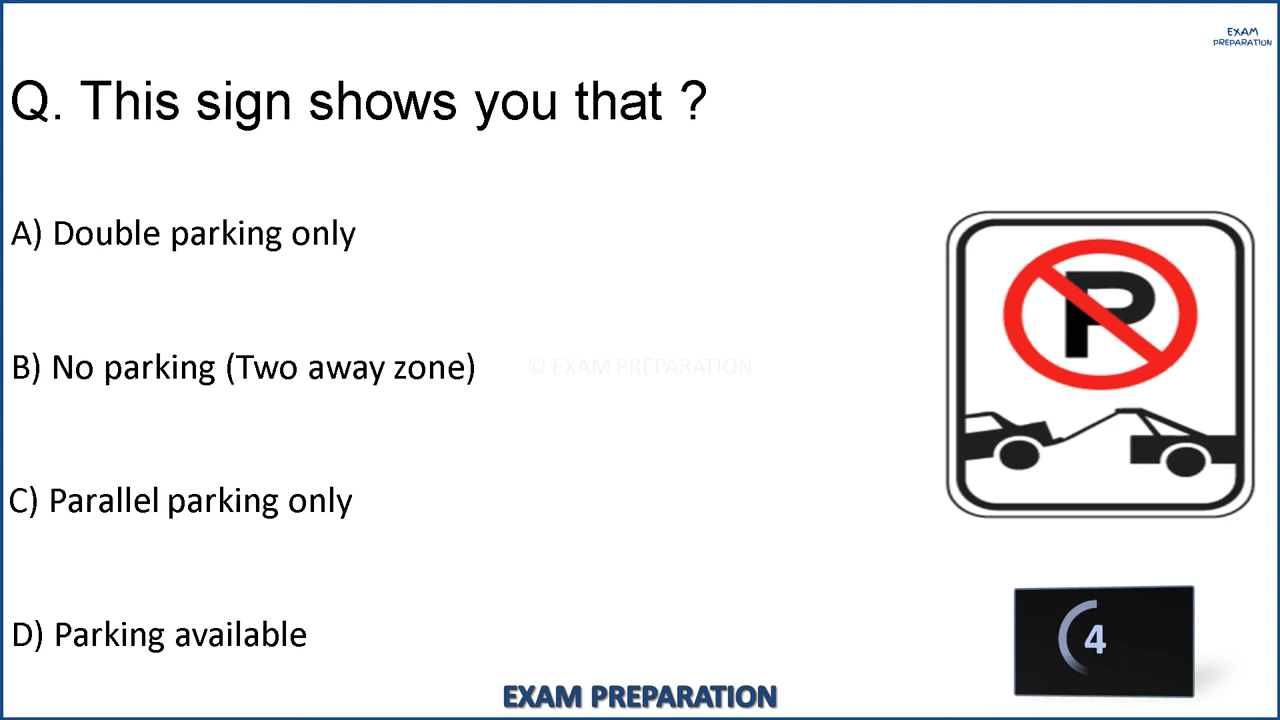 EXAM
PREPARATION
Q. This sign shows you that ?
A) Double parking only
B) No parking (Two away zone)
© EXAM PREPARATION
C) Parallel parking only
D) Parking available
P
4
EXAM PREPARATION